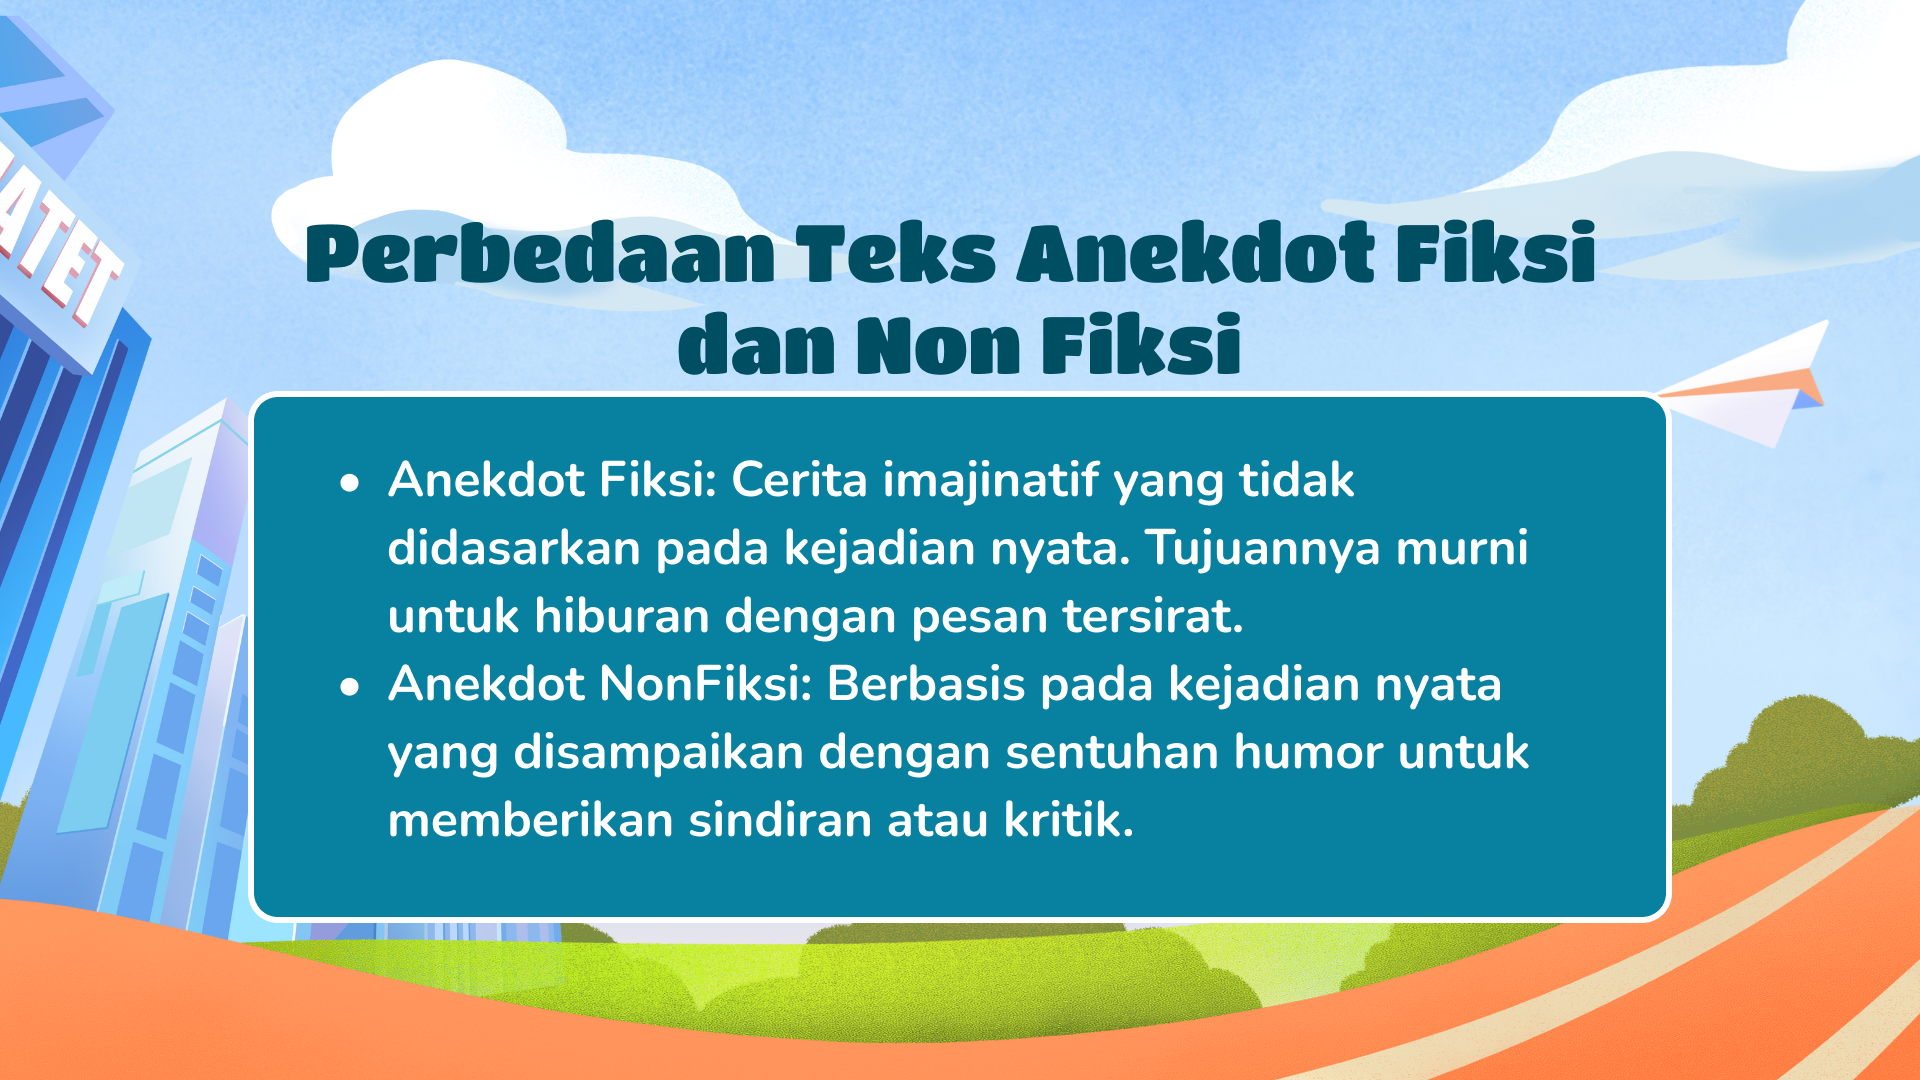 ATET
Perbedaan Teks Anekdot Fiksi
dan Non Fiksi
• Anekdot Fiksi: Cerita imajinatif yang tidak
didasarkan pada kejadian nyata. Tujuannya murni
untuk hiburan dengan pesan tersirat.
• Anekdot NonFiksi: Berbasis pada kejadian nyata
yang disampaikan dengan sentuhan humor untuk
memberikan sindiran atau kritik.